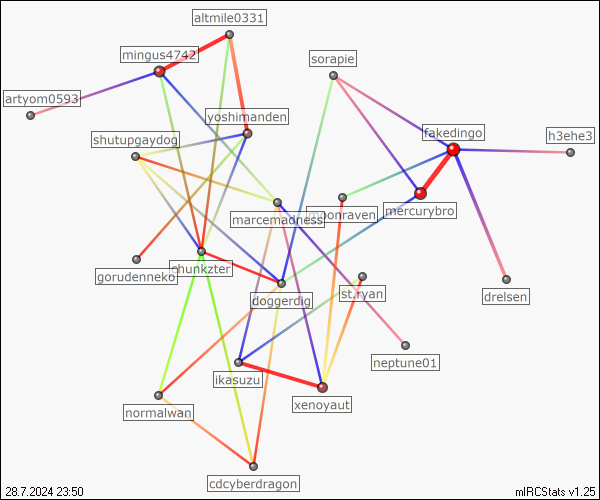 altmile0331
mingus4742
sorapie
artyom0593
yoshimanden
fakedingo
h3ehe3
shutupgaydog
moonraven
mercurybro
marcemadness
chunkzter
gorudenneko
doggerdig
st.ryan
drelsen
neptune01
ikasuzu
xenoyaut
normalwan
cdcyberdragon
28.7.2024 23:50
mIRCStats v1.25